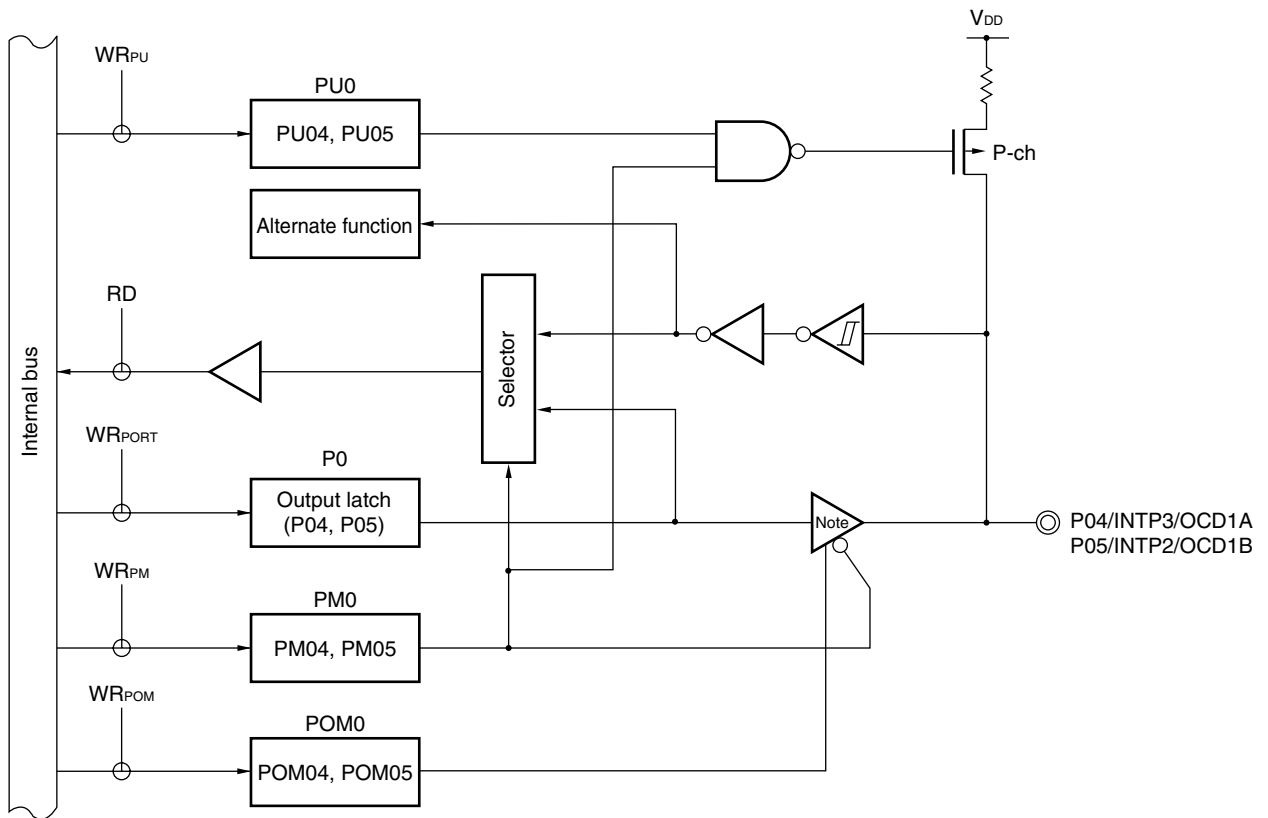 VDD
WRPU
PU0
PU04, PU05
P-ch
Alternate function
RD
Selector
Internal bus
WRPORT
P0
Output latch
(P04, P05)
Note
P04/INTP3/OCD1A
P05/INTP2/OCD1B
WRPM
PM0
PM04, PM05
WRPOM
POM0
POM04, POM05